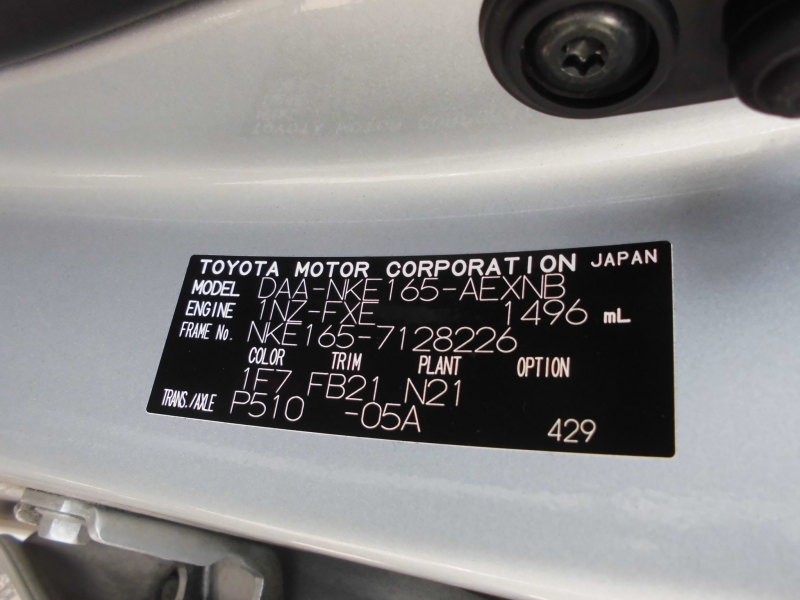 TOYOTA MOTOR CORPORATION JAPAN
MODEL DAA-NKE165-AEXNB
ENGINE 1NZ-FXE 1496 mL
FRAME No. NKE165-7128226
COLOR TRIM PLANT OPTION
1F7 FB21 N21
TRANS./AXLE P510 -05A
429